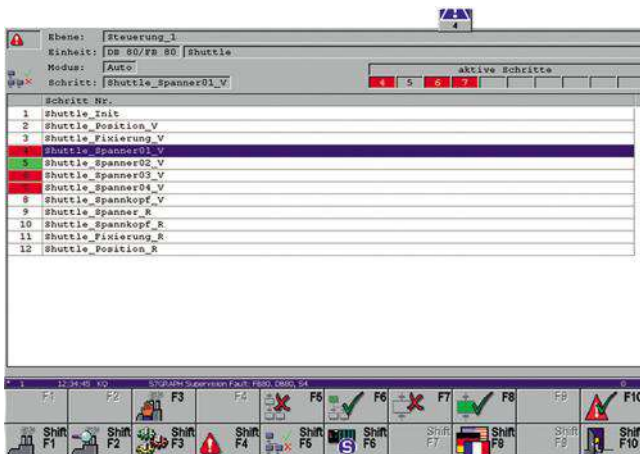 4
Ebene: Steuerung_1
Einheit: DB 80/FB 80 Shuttle
Modus: Auto
aktive Schritte
Schritt: Shuttle_Spanner01_V 4 5 6 7
Schritt Nr.
1 Shuttle_Init
2 Shuttle_Position_V
3 Shuttle_Fixierung_V
4 Shuttle_Spanner01_V
5 Shuttle_Spanner02_V
6 Shuttle_Spanner03_V
7 Shuttle_Spanner04_V
8 Shuttle_Spannkopf_V
9 Shuttle_Spanner_R
10 Shuttle_Spannkopf_R
11 Shuttle_Fixierung_R
12 Shuttle_Position_R
* 1 12:34:45 KQ S7GRAPH Supervision Fault: FB80, DB80, S4 0
F1 F2 F3 F4 F5 F6 F7 F8 F9 F10
Shift F1 Shift F2 Shift F3 Shift F4 Shift F5 Shift F6 Shift F7 Shift F8 Shift F9 Shift F10